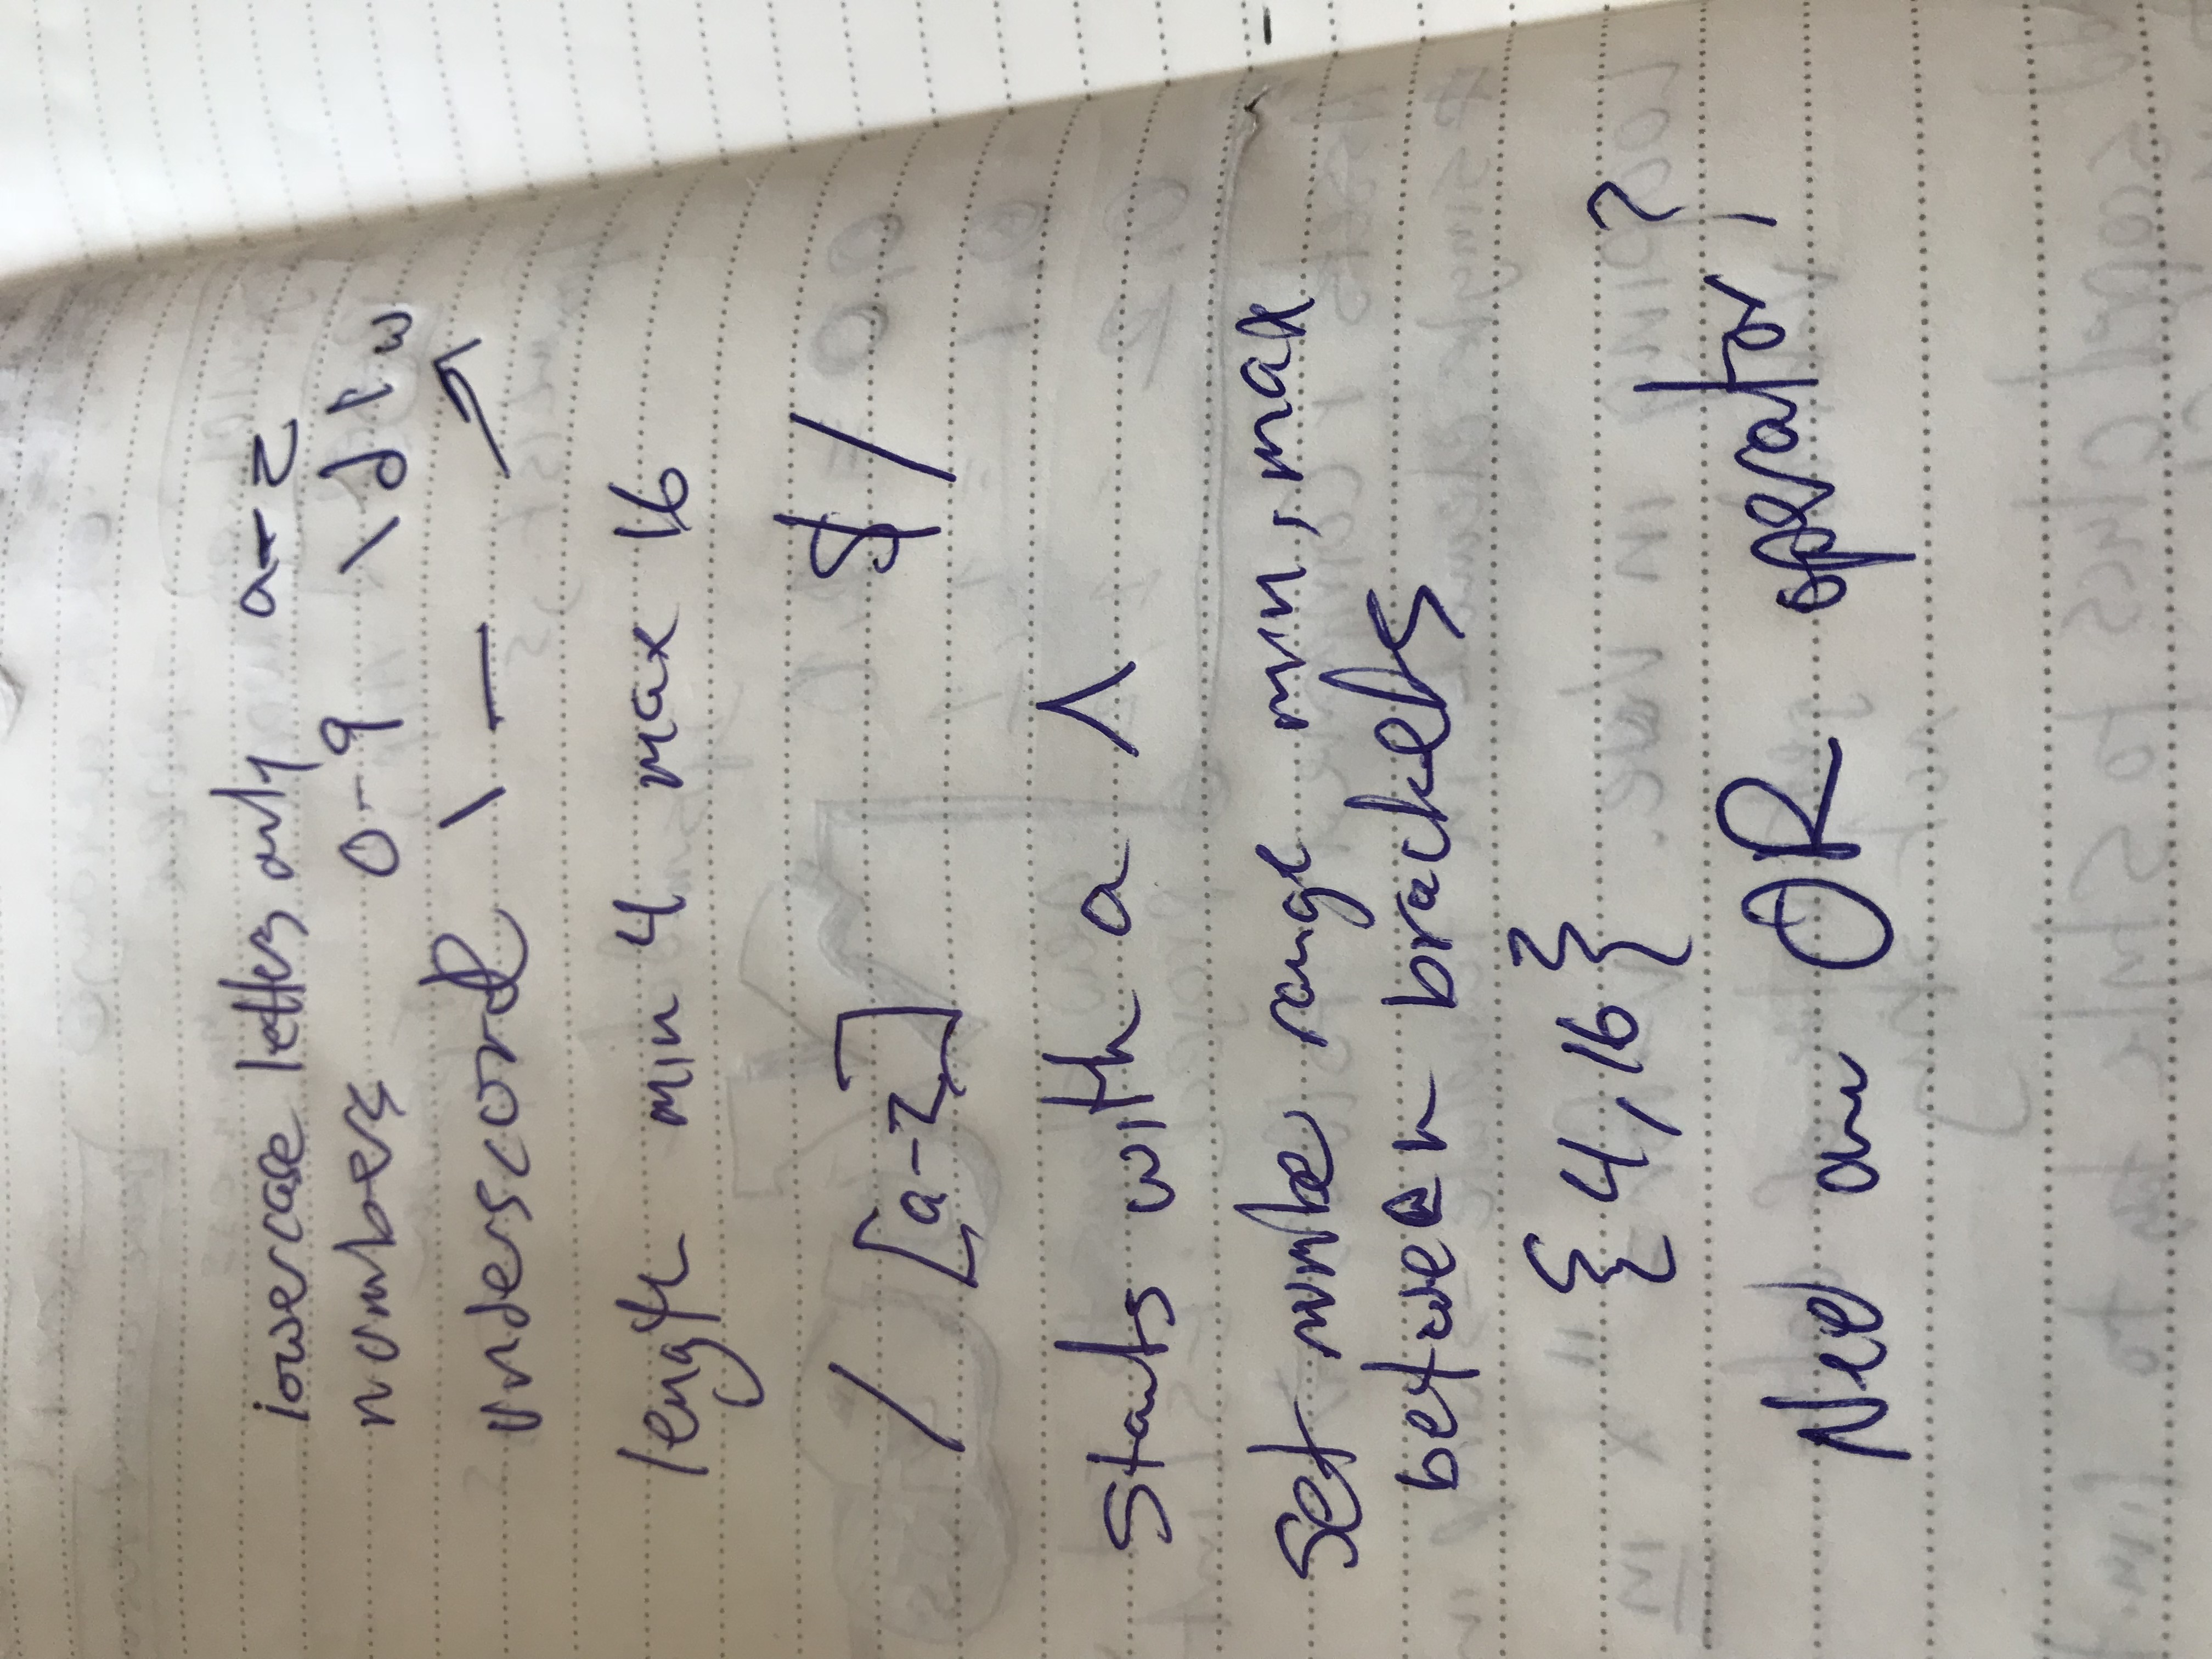 lowercase letters only a-z
numbers 0-9 \d \w
underscore \_ ↗
length min 4 max 16
/ [a-z] $/
starts with a ^
Set number range min, max
between brackets
{4,16}
Need an OR operator?